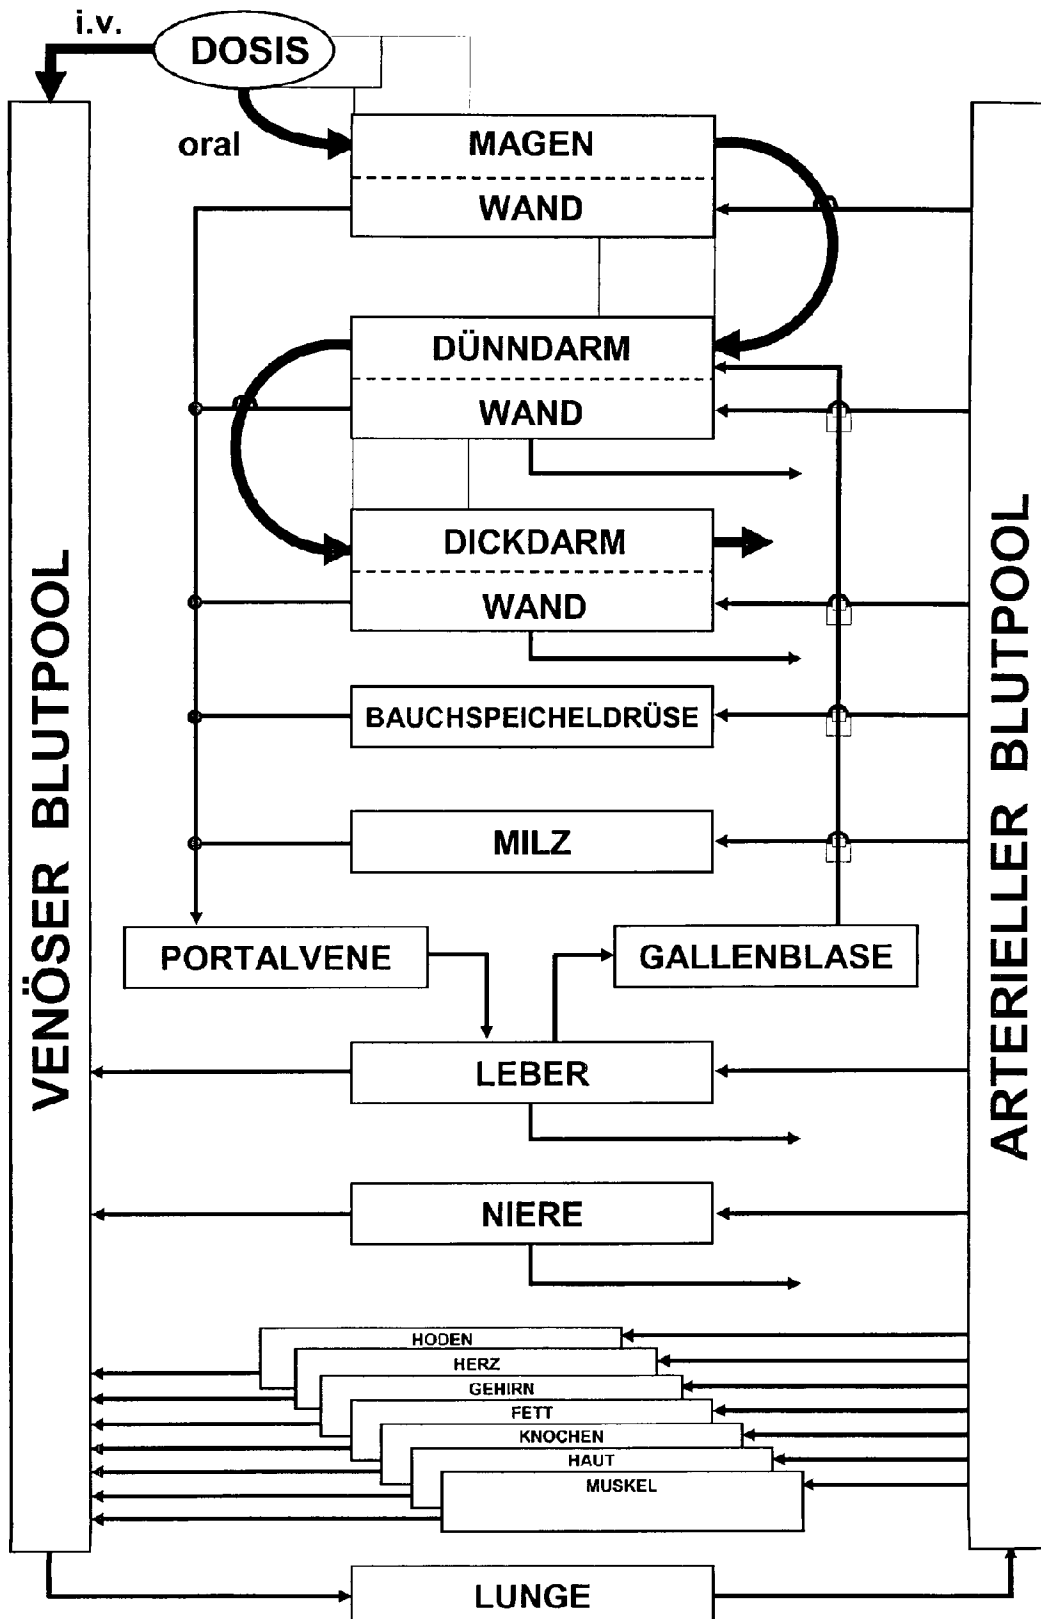 i.v.
DOSIS
oral
MAGEN
WAND
DÜNNDARM
WAND
DICKDARM
WAND
BAUCHSPEICHELDRÜSE
MILZ
PORTALVENE
GALLENBLASE
LEBER
NIERE
HODEN
HERZ
GEHIRN
FETT
KNOCHEN
HAUT
MUSKEL
LUNGE
VENÖSER BLUTPOOL
ARTERIELLER BLUTPOOL